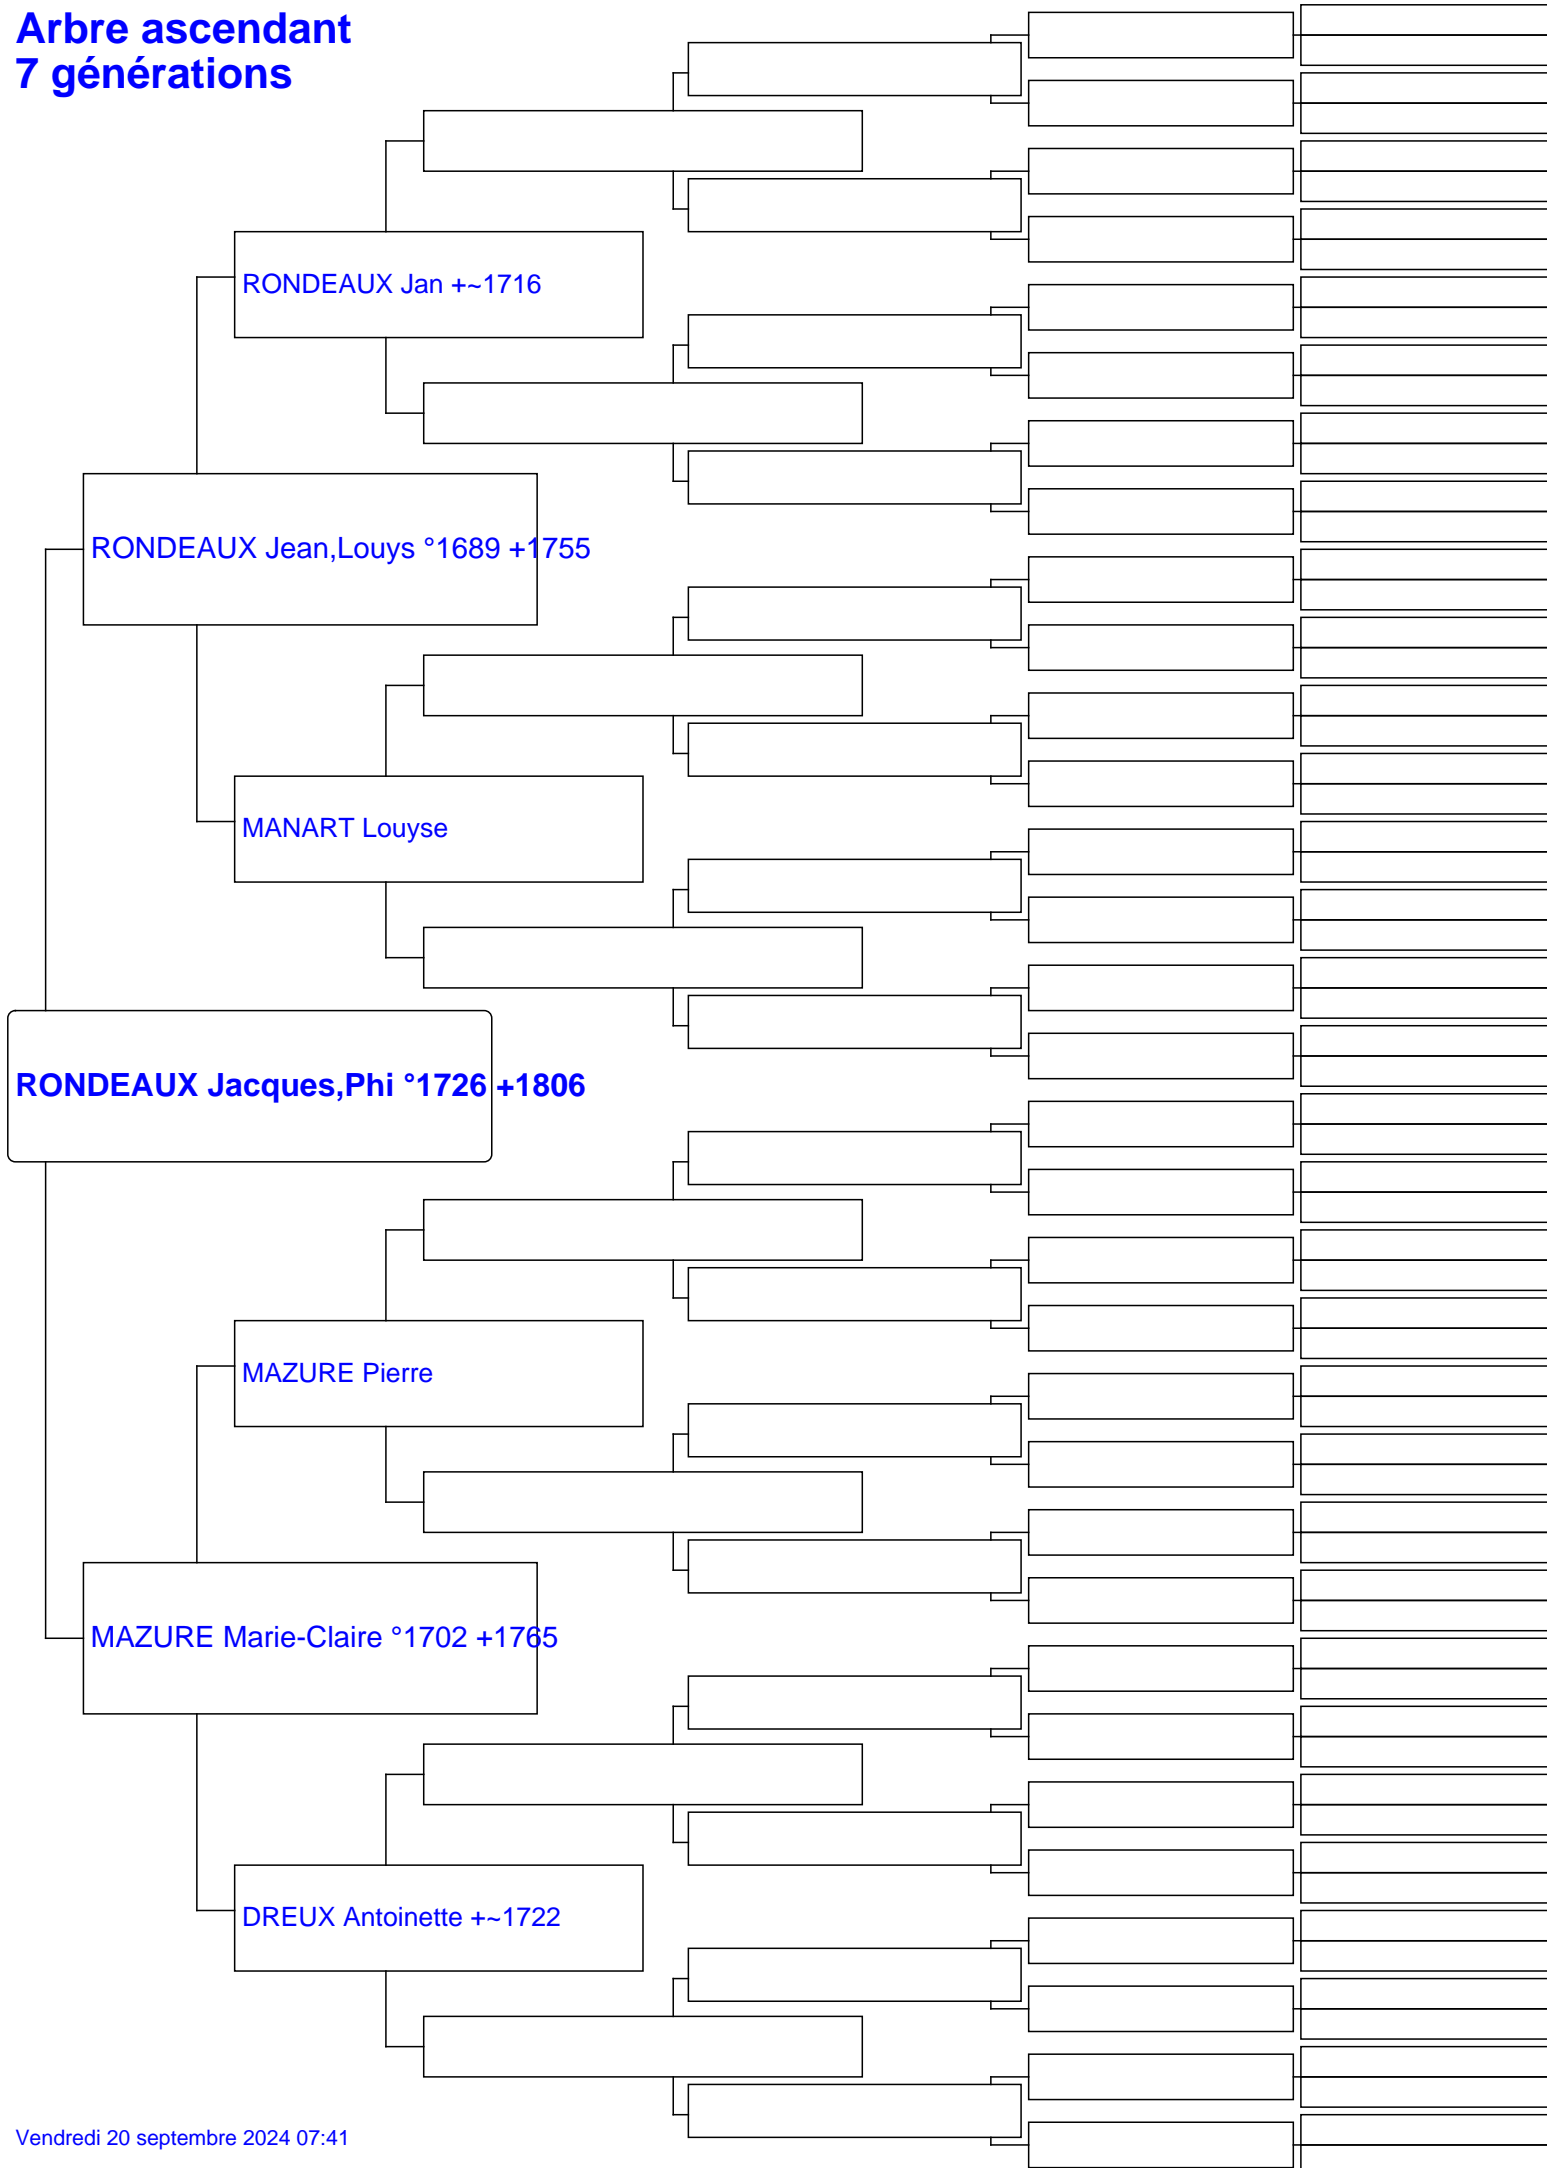 Arbre ascendant
7 générations
RONDEAUX Jan +~1716
RONDEAUX Jean,Louys °1689 +1755
MANART Louyse
RONDEAUX Jacques,Phi °1726 +1806
MAZURE Pierre
MAZURE Marie-Claire °1702 +1765
DREUX Antoinette +~1722
Vendredi 20 septembre 2024 07:41